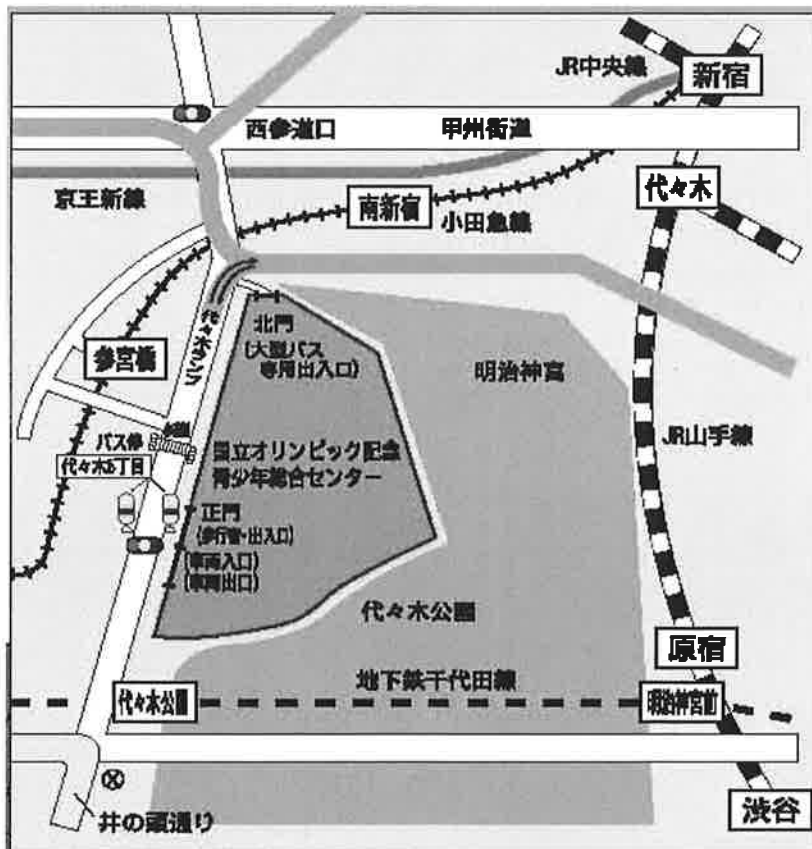 JR中央線
新宿
西参道口
甲州街道
代々木
京王新線
南新宿
小田急線
代々木ランプ
北門
(大型バス
専用出入口)
参宮橋
明治神宮
JR山手線
バス停
代々木5丁目
国立オリンピック記念
青少年総合センター
正門
(歩行者・出入口)
(車両入口)
(車両出口)
代々木公園
原宿
地下鉄千代田線
代々木公園
明治神宮前
井の頭通り
渋谷